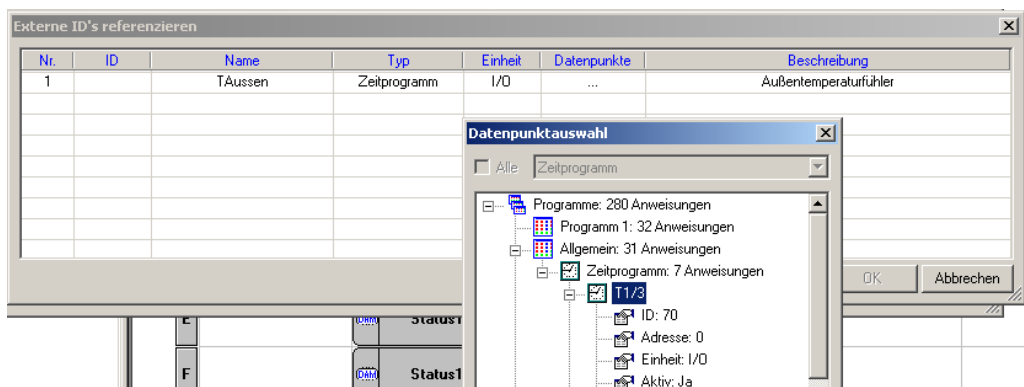 Externe ID's referenzieren
Nr. ID Name Typ Einheit Datenpunkte Beschreibung
1 TAussen Zeitprogramm I/O ... Außentemperaturfühler
Datenpunktauswahl
Alle Zeitprogramm
Programme: 280 Anweisungen
Programm 1: 32 Anweisungen
Allgemein: 31 Anweisungen
Zeitprogramm: 7 Anweisungen
T1/3
ID: 70
Adresse: 0
Einheit: I/O
Aktiv: Ja
OK Abbrechen
E DAM Status1
F DAM Status1